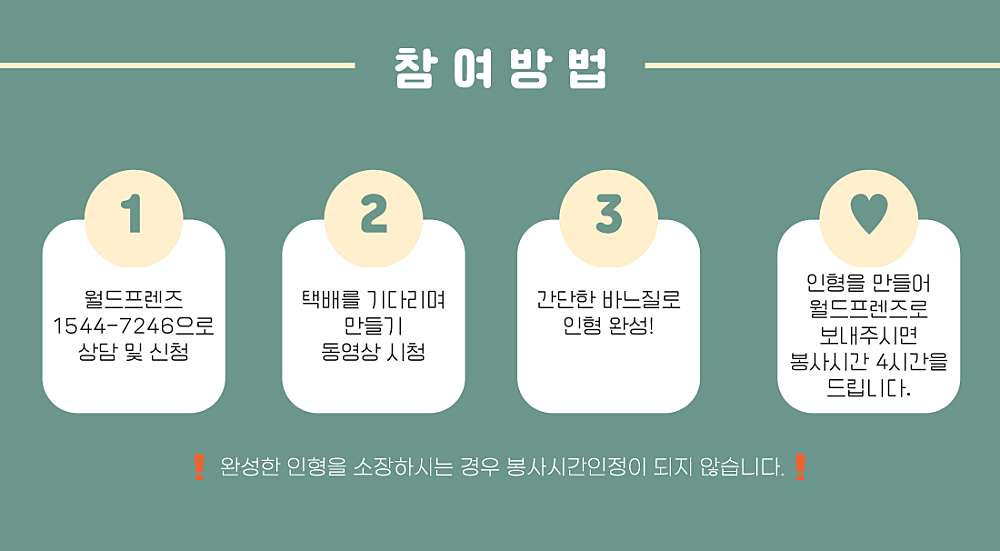 참여방법
1
월드프렌즈
1544-7246으로
상담 및 신청
2
택배를 기다리며
만들기
동영상 시청
3
간단한 바느질로
인형 완성!
인형을 만들어
월드프렌즈로
보내주시면
봉사시간 4시간을
드립니다.
❗ 완성한 인형을 소장하시는 경우 봉사시간인정이 되지 않습니다. ❗